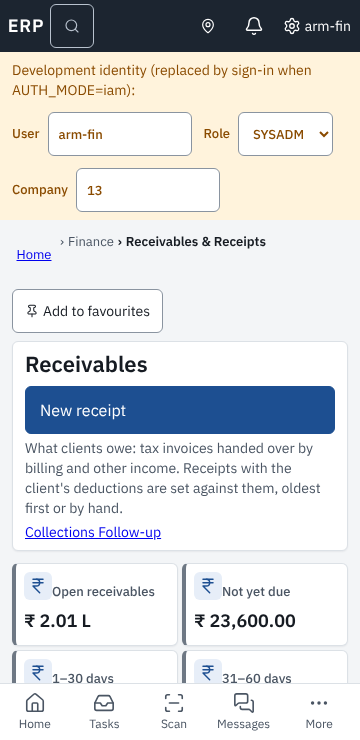 ERP
arm-fin
Development identity (replaced by sign-in when
AUTH_MODE=iam):
User arm-fin Role SYSADM
Company 13
Home › Finance › Receivables & Receipts
Add to favourites
Receivables
New receipt
What clients owe: tax invoices handed over by
billing and other income. Receipts with the
client's deductions are set against them, oldest
first or by hand.
Collections Follow-up
₹ Open receivables
₹ 2.01 L
₹ Not yet due
₹ 23,600.00
₹ 1–30 days
₹ 31–60 days
Home Tasks Scan Messages More